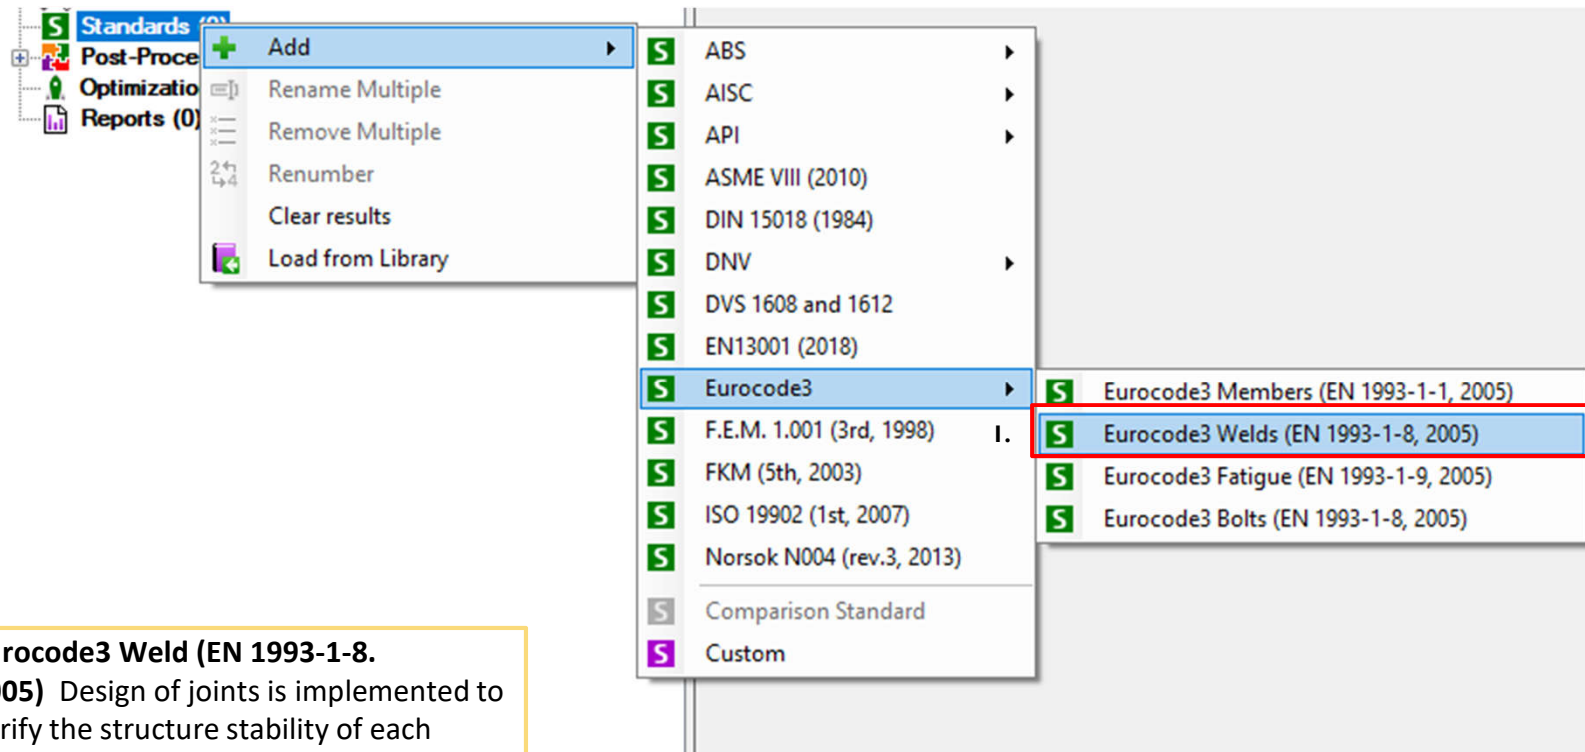 Standards (0)
Post-Proce
Optimizatio
Reports (0)
Add
Rename Multiple
Remove Multiple
Renumber
Clear results
Load from Library
ABS
AISC
API
ASME VIII (2010)
DIN 15018 (1984)
DNV
DVS 1608 and 1612
EN13001 (2018)
Eurocode3
F.E.M. 1.001 (3rd, 1998)
FKM (5th, 2003)
ISO 19902 (1st, 2007)
Norsok N004 (rev.3, 2013)
Comparison Standard
Custom
Eurocode3 Members (EN 1993-1-1, 2005)
1.
Eurocode3 Welds (EN 1993-1-8, 2005)
Eurocode3 Fatigue (EN 1993-1-9, 2005)
Eurocode3 Bolts (EN 1993-1-8, 2005)
rocode3 Weld (EN 1993-1-8.
005) Design of joints is implemented to
rify the structure stability of each